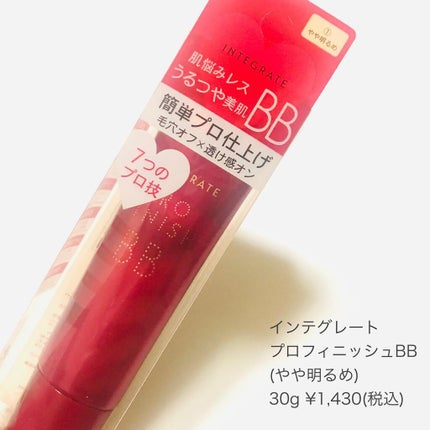 ①
やや明るめ
INTEGRATE
肌悩みレス
うるつや美肌
BB
簡単プロ仕上げ
毛穴オフ×透け感オン
7つの
プロ技
BB
インテグレート
プロフィニッシュBB
(やや明るめ)
30g ¥1,430(税込)